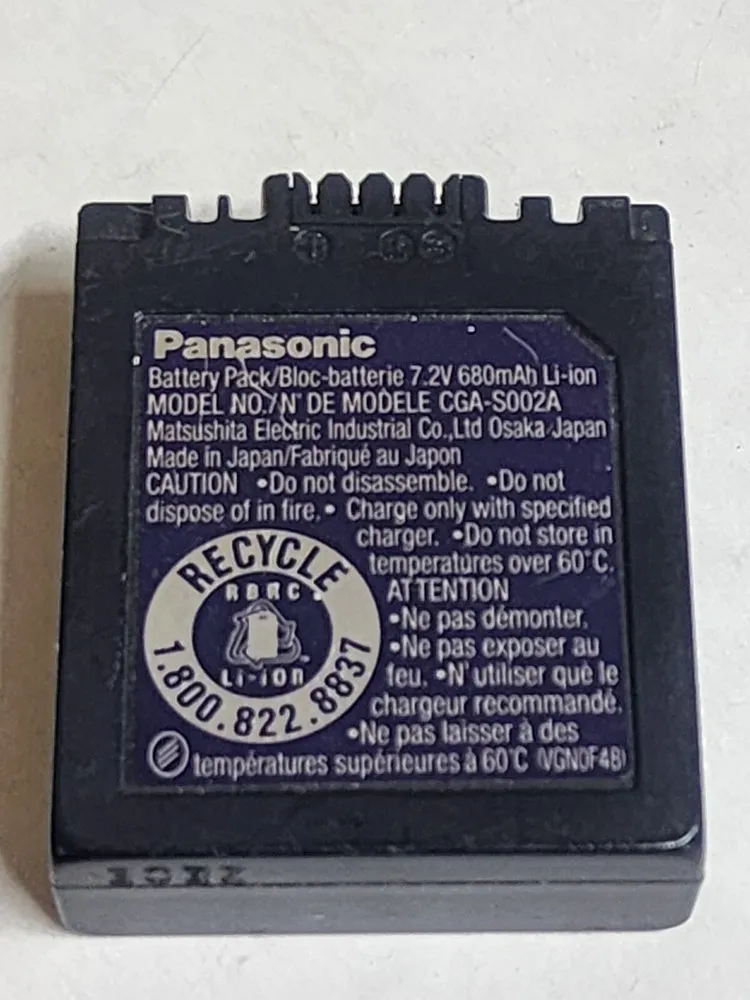 Panasonic
Battery Pack/Bloc-batterie 7.2V 680mAh Li-ion
MODEL NO./N° DE MODELE CGA-S002A
Matsushita Electric Industrial Co.,Ltd Osaka Japan
Made in Japan/Fabriqué au Japon
CAUTION •Do not disassemble. •Do not
dispose of in fire. • Charge only with specified
charger. •Do not store in
temperatures over 60°C.
ATTENTION
•Ne pas démonter.
•Ne pas exposer au
feu. •N'utiliser que le
chargeur recommandé.
•Ne pas laisser à des
températures supérieures à 60°C (VGN0F48)
RECYCLE
RBRC
Li-ion
1.800.822.8837